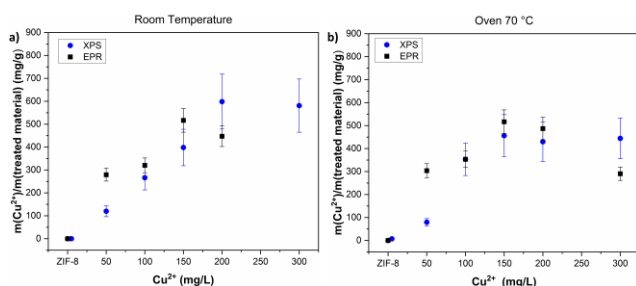 Room Temperature
a)
XPS
EPR
m(Cu²⁺)/m(treated material) (mg/g)
900
800
700
600
500
400
300
200
100
0
ZIF-8 50 100 150 200 250 300
Cu²⁺ (mg/L)
Oven 70 °C
b)
XPS
EPR
m(Cu²⁺)/m(treated material) (mg/g)
900
800
700
600
500
400
300
200
100
0
ZIF-8 50 100 150 200 250 300
Cu²⁺ (mg/L)